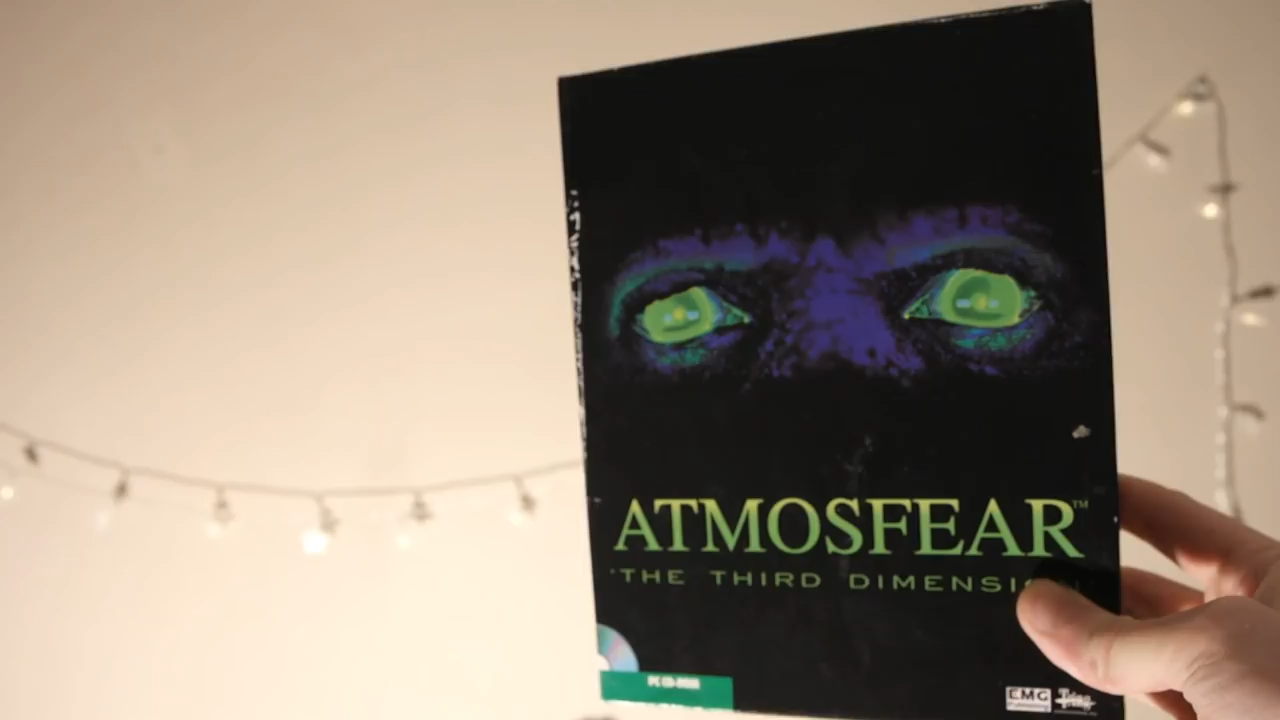 ATMOSFEAR™
'THE THIRD DIMENSI
PC CD-ROM
EMG